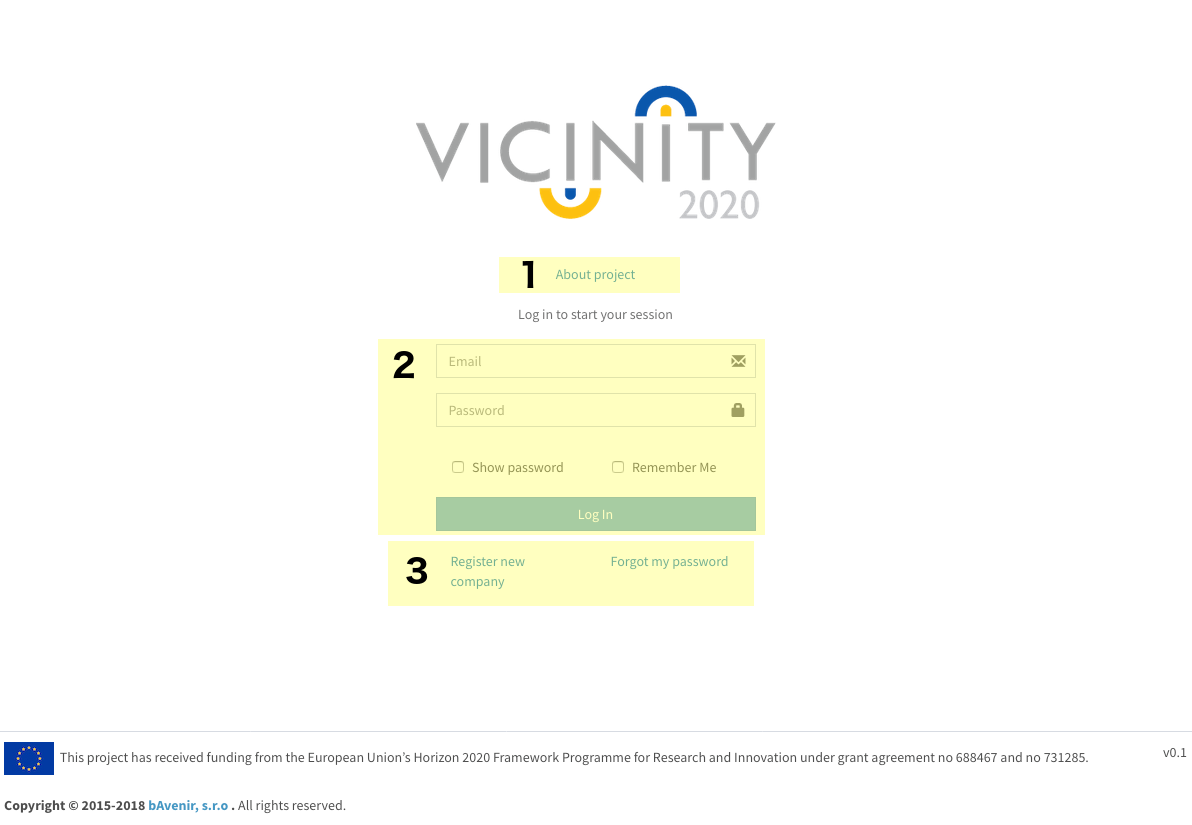 VICINITY
2020
1 About project
Log in to start your session
2 Email
Password
Show password Remember Me
Log In
3 Register new company Forgot my password
This project has received funding from the European Union’s Horizon 2020 Framework Programme for Research and Innovation under grant agreement no 688467 and no 731285. v0.1
Copyright © 2015-2018 bAvenir, s.r.o . All rights reserved.